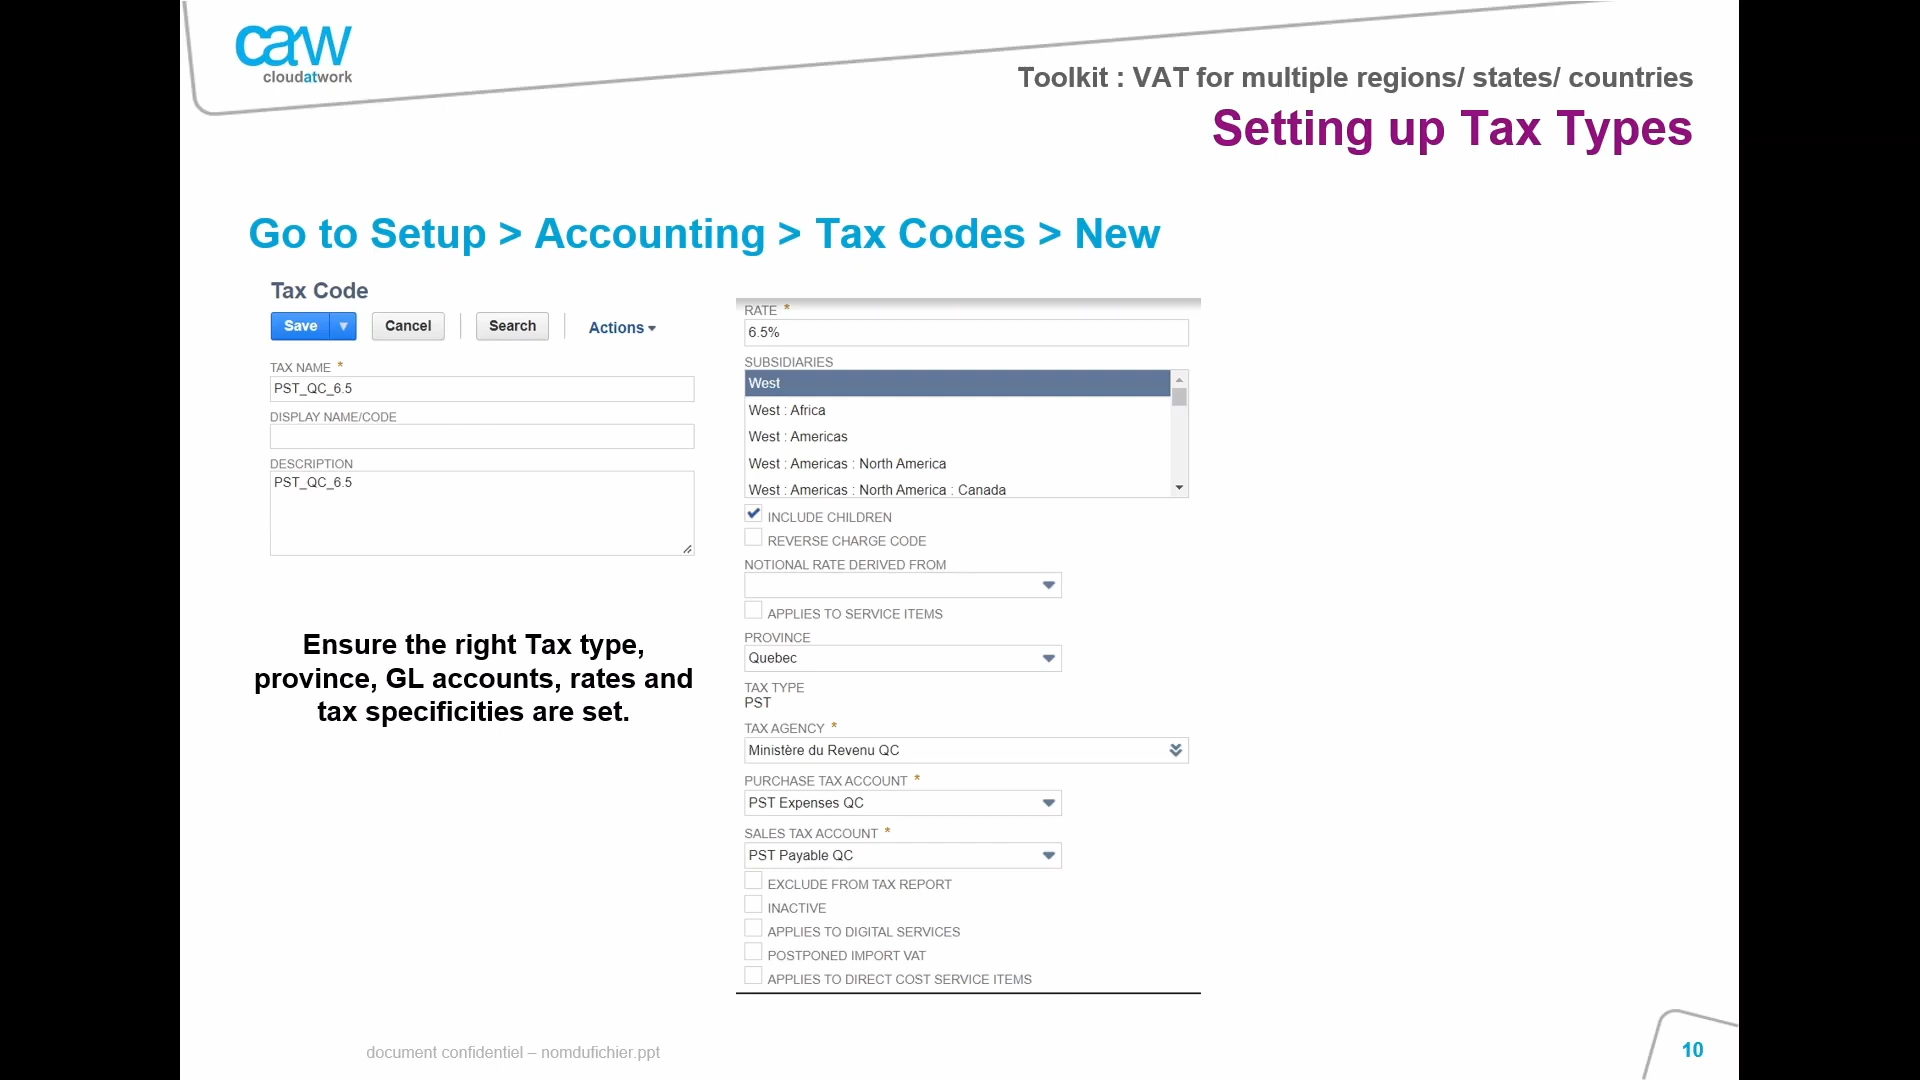 caw
cloudatwork
Toolkit : VAT for multiple regions/ states/ countries
Setting up Tax Types
Go to Setup > Accounting > Tax Codes > New
Tax Code
Save
Cancel
Search
Actions
TAX NAME *
PST_QC_6.5
DISPLAY NAME/CODE
DESCRIPTION
PST_QC_6.5
Ensure the right Tax type,
province, GL accounts, rates and
tax specificities are set.
RATE *
6.5%
SUBSIDIARIES
West
West : Africa
West : Americas
West : Americas : North America
West : Americas : North America : Canada
INCLUDE CHILDREN
REVERSE CHARGE CODE
NOTIONAL RATE DERIVED FROM
APPLIES TO SERVICE ITEMS
PROVINCE
Quebec
TAX TYPE
PST
TAX AGENCY *
Ministère du Revenu QC
PURCHASE TAX ACCOUNT *
PST Expenses QC
SALES TAX ACCOUNT *
PST Payable QC
EXCLUDE FROM TAX REPORT
INACTIVE
APPLIES TO DIGITAL SERVICES
POSTPONED IMPORT VAT
APPLIES TO DIRECT COST SERVICE ITEMS
document confidentiel – nomdufichier.ppt
10